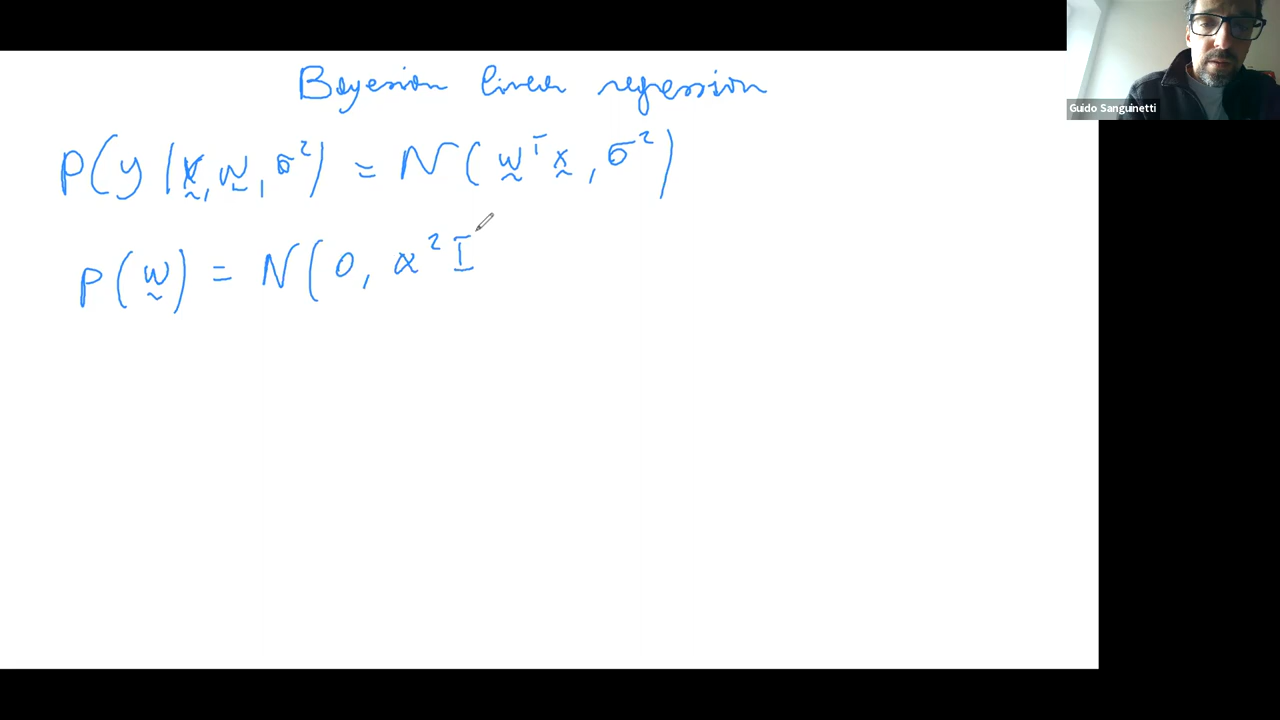 Bayesian linear regression
P(y | x, w, σ²) = N(wᵀx, σ²)
P(w) = N(0, α² I
Guido Sanguinetti